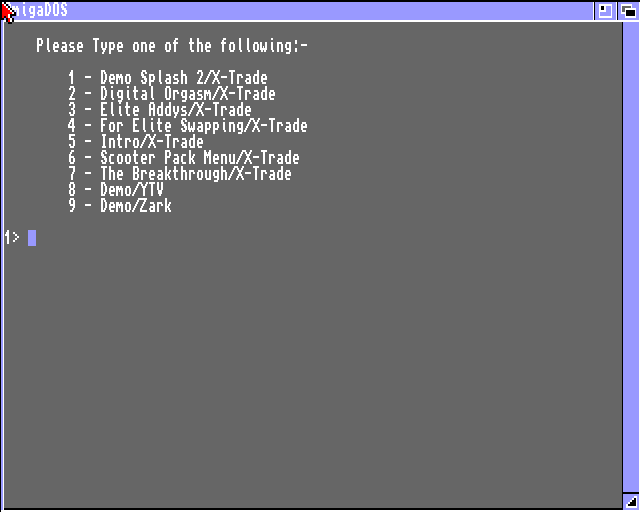 AmigaDOS
Please Type one of the following:-
1 - Demo Splash 2/X-Trade
2 - Digital Orgasm/X-Trade
3 - Elite Addys/X-Trade
4 - For Elite Swapping/X-Trade
5 - Intro/X-Trade
6 - Scooter Pack Menu/X-Trade
7 - The Breakthrough/X-Trade
8 - Demo/YTV
9 - Demo/Zark
1>